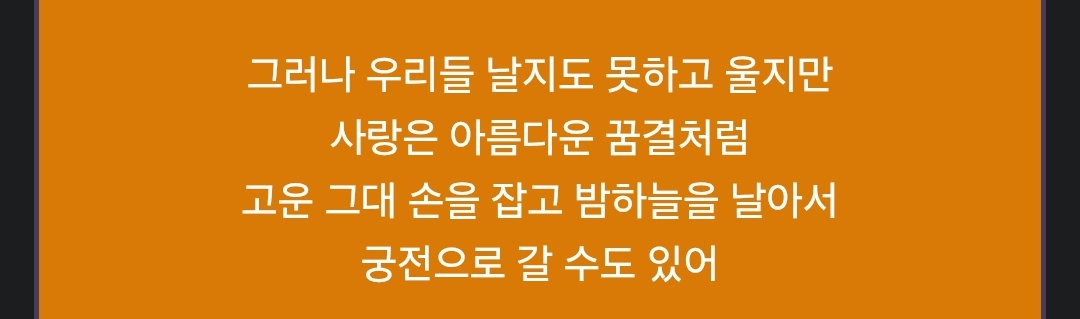 그러나 우리들 날지도 못하고 울지만
사랑은 아름다운 꿈결처럼
고운 그대 손을 잡고 밤하늘을 날아서
궁전으로 갈 수도 있어